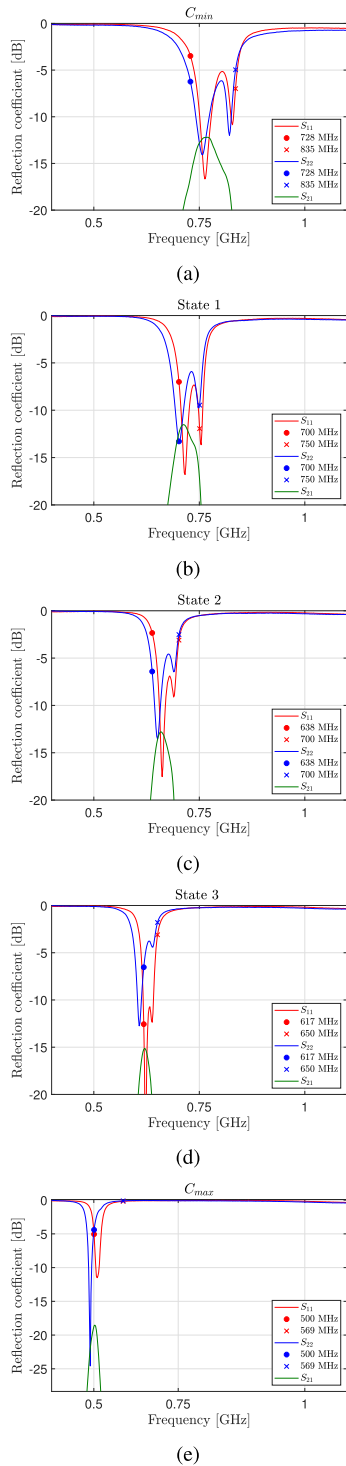 C_min
Reflection coefficient [dB]
0
-5
-10
-15
-20
S_11
728 MHz
835 MHz
S_22
728 MHz
835 MHz
S_21
0.5
0.75
1
Frequency [GHz]
(a)
State 1
Reflection coefficient [dB]
0
-5
-10
-15
-20
S_11
700 MHz
750 MHz
S_22
700 MHz
750 MHz
S_21
0.5
0.75
1
Frequency [GHz]
(b)
State 2
Reflection coefficient [dB]
0
-5
-10
-15
-20
S_11
638 MHz
700 MHz
S_22
638 MHz
700 MHz
S_21
0.5
0.75
1
Frequency [GHz]
(c)
State 3
Reflection coefficient [dB]
0
-5
-10
-15
-20
S_11
617 MHz
650 MHz
S_22
617 MHz
650 MHz
S_21
0.5
0.75
1
Frequency [GHz]
(d)
C_max
Reflection coefficient [dB]
0
-5
-10
-15
-20
-25
S_11
500 MHz
569 MHz
S_22
500 MHz
569 MHz
S_21
0.5
0.75
1
Frequency [GHz]
(e)